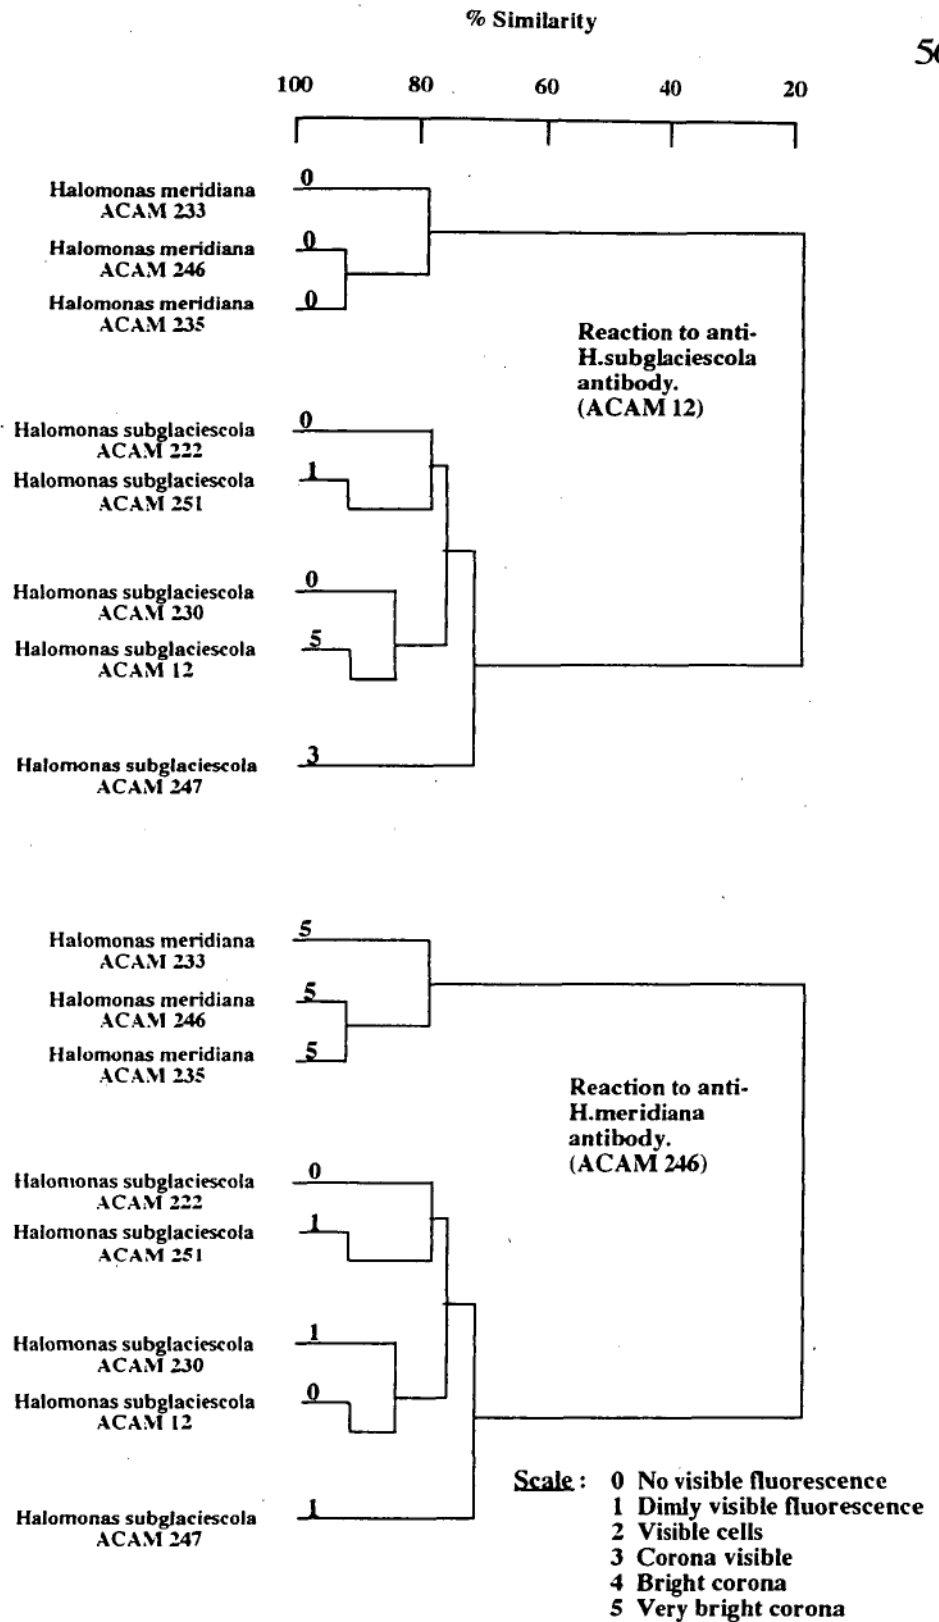 % Similarity
100 80 60 40 20
0
Halomonas meridiana
ACAM 233
0
Halomonas meridiana
ACAM 246
0
Halomonas meridiana
ACAM 235
Reaction to anti-
H.subglaciescola
antibody.
(ACAM 12)
0
Halomonas subglaciescola
ACAM 222
1
Halomonas subglaciescola
ACAM 251
0
Halomonas subglaciescola
ACAM 230
5
Halomonas subglaciescola
ACAM 12
3
Halomonas subglaciescola
ACAM 247
5
Halomonas meridiana
ACAM 233
5
Halomonas meridiana
ACAM 246
5
Halomonas meridiana
ACAM 235
Reaction to anti-
H.meridiana
antibody.
(ACAM 246)
0
Halomonas subglaciescola
ACAM 222
1
Halomonas subglaciescola
ACAM 251
1
Halomonas subglaciescola
ACAM 230
0
Halomonas subglaciescola
ACAM 12
1
Halomonas subglaciescola
ACAM 247
Scale : 0 No visible fluorescence
1 Dimly visible fluorescence
2 Visible cells
3 Corona visible
4 Bright corona
5 Very bright corona